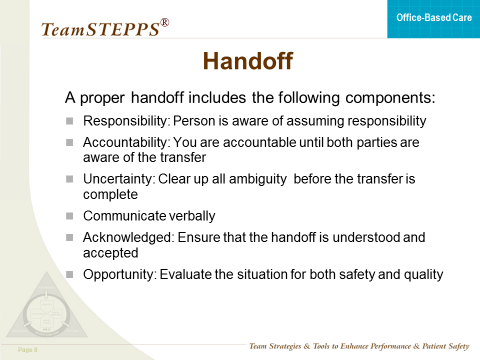 Office-Based Care
TeamSTEPPS®
Handoff
A proper handoff includes the following components:
Responsibility: Person is aware of assuming responsibility
Accountability: You are accountable until both parties are
aware of the transfer
Uncertainty: Clear up all ambiguity  before the transfer is
complete
Communicate verbally
Acknowledged: Ensure that the handoff is understood and
accepted
Opportunity: Evaluate the situation for both safety and quality
Team Strategies & Tools to Enhance Performance & Patient Safety